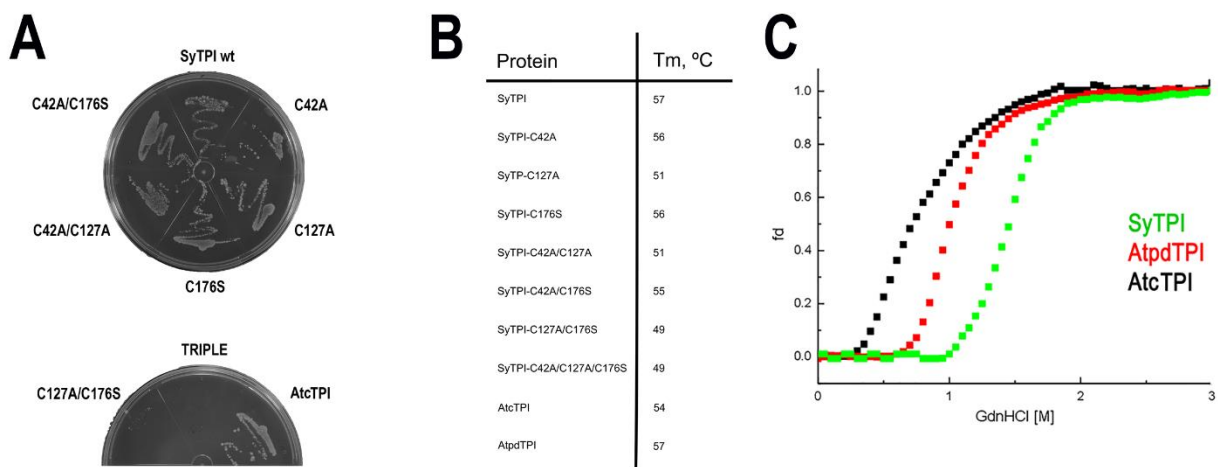 A
SyTPI wt
C42A/C176S
C42A
C42A/C127A
C127A
C176S
TRIPLE
C127A/C176S
AtcTPI
B
Protein Tm, ºC
SyTPI 57
SyTPI-C42A 56
SyTP-C127A 51
SyTPI-C176S 56
SyTPI-C42A/C127A 51
SyTPI-C42A/C176S 55
SyTPI-C127A/C176S 49
SyTPI-C42A/C127A/C176S 49
AtcTPI 54
AtpdTPI 57
C
1.0
0.8
0.6
0.4
0.2
0.0
fd
SyTPI
AtpdTPI
AtcTPI
0 1 2 3
GdnHCl [M]